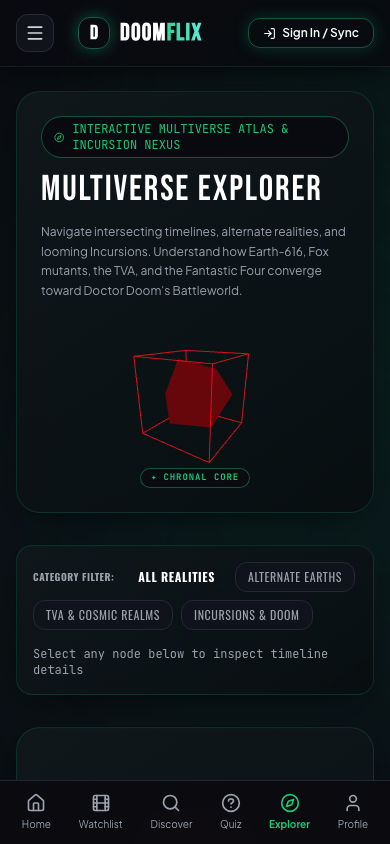 D DOOMFLIX Sign In / Sync
INTERACTIVE MULTIVERSE ATLAS &
INCURSION NEXUS
MULTIVERSE EXPLORER
Navigate intersecting timelines, alternate realities, and
looming Incursions. Understand how Earth-616, Fox
mutants, the TVA, and the Fantastic Four converge
toward Doctor Doom's Battleworld.
✦ CHRONAL CORE
CATEGORY FILTER: ALL REALITIES ALTERNATE EARTHS
TVA & COSMIC REALMS INCURSIONS & DOOM
Select any node below to inspect timeline
details
Home Watchlist Discover Quiz Explorer Profile